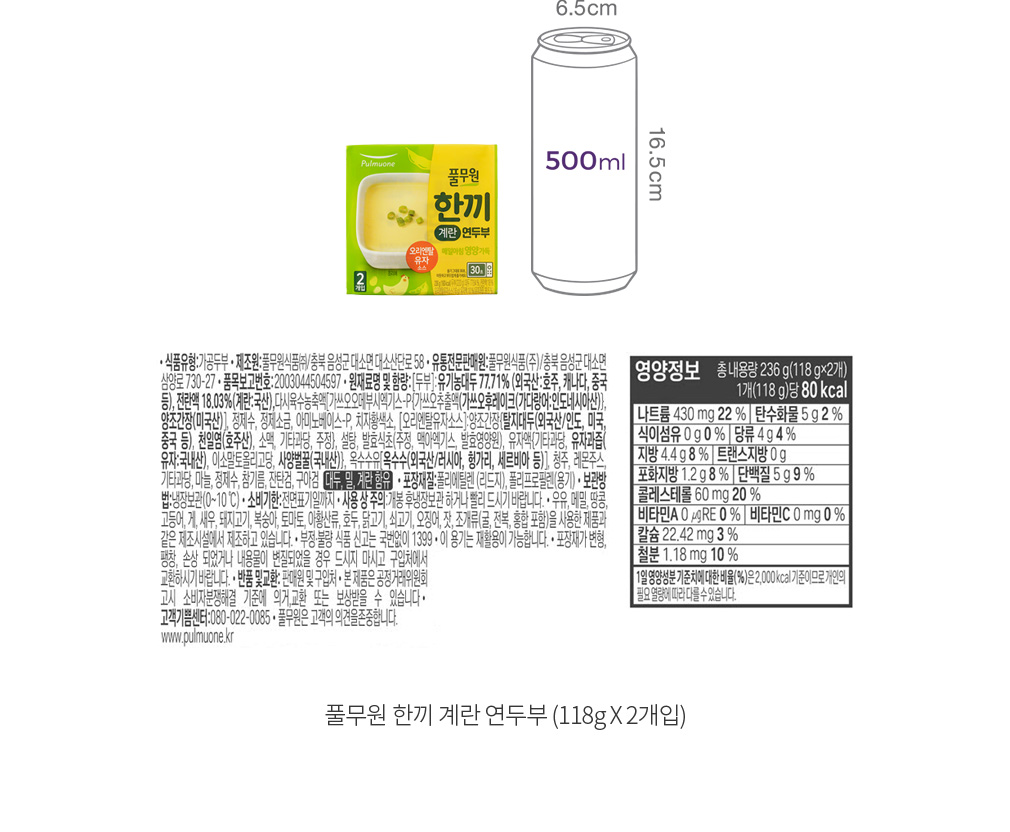 6.5cm
500ml
16.5cm
Pulmuone
풀무원
한끼
계란 연두부
오리엔탈
유자
소스
매일아침 영양가득
30초
2
개입
• 식품유형:가공두부 • 제조원:풀무원식품㈜/충북 음성군 대소면 대소산단로 58 • 유통전문판매원:풀무원식품(주)/충북 음성군 대소면
삼양로 730-27 • 품목보고번호:2003044504597 • 원재료명 및 함량: [두부]:유기농대두 77.71% (외국산 : 호주, 캐나다, 중국
등), 전란액 18.03%(계란:국산),다시육수농축액[가쓰오오메부시엑기스-P{가쓰오추출액(가쓰오후레이크(가다랑어:인도네시아산)},
양조간장(미국산)], 정제수, 정제소금, 아미노베이스-P, 치자황색소, [오리엔탈유자소스]:양조간장{탈지대두(외국산/인도, 미국,
중국 등), 천일염(호주산), 소맥, 기타과당, 주정}, 설탕, 발효식초(주정, 맥아엑기스, 발효영양원), 유자액{기타과당, 유자과즙(
유자:국내산), 이소말토올리고당, 사양벌꿀(국내산)}, 옥수수유[옥수수(외국산/러시아, 헝가리, 세르비아 등)], 청주, 레몬주스,
기타과당, 마늘, 정제수, 참기름, 잔탄검, 구아검 대두, 밀, 계란 함유 • 포장재질:폴리에틸렌 (리드지), 폴리프로필렌(용기) • 보관방
법:냉장보관(0~10℃) • 소비기한:전면표기일까지 • 사용 상 주의:개봉 후냉장보관 하거나 빨리 드시기 바랍니다. • 우유, 메밀, 땅콩,
고등어, 게, 새우, 돼지고기, 복숭아, 토마토, 아황산류, 호두, 닭고기, 쇠고기, 오징어, 잣, 조개류(굴, 전복, 홍합 포함)을 사용한 제품과
같은 제조시설에서 제조하고 있습니다. • 부정·불량 식품 신고는 국번없이 1399 • 이 용기는 재활용이 가능합니다. • 포장재가 변형,
팽창, 손상 되었거나 내용물이 변질되었을 경우 드시지 마시고 구입처에서
교환하시기 바랍니다. • 반품 및교환: 판매원 및 구입처 • 본 제품은 공정거래위원회
고시 소비자분쟁해결 기준에 의거,교환 또는 보상받을 수 있습니다 •
고객기쁨센터:080-022-0085 • 풀무원은 고객의 의견을존중합니다.
www.pulmuone.kr
영양정보 총 내용량 236 g(118 g×2개)
1개(118 g)당 80 kcal
나트륨 430 mg 22 % 탄수화물 5 g 2 %
식이섬유 0 g 0 % 당류 4 g 4 %
지방 4.4 g 8 % 트랜스지방 0 g
포화지방 1.2 g 8 % 단백질 5 g 9 %
콜레스테롤 60 mg 20 %
비타민A 0 ㎍RE 0 % 비타민C 0 mg 0 %
칼슘 22.42 mg 3 %
철분 1.18 mg 10 %
1일 영양성분 기준치에 대한 비율(%)은 2,000 kcal 기준이므로 개인의
필요 열량에 따라 다를 수 있습니다.
풀무원 한끼 계란 연두부 (118g X 2개입)